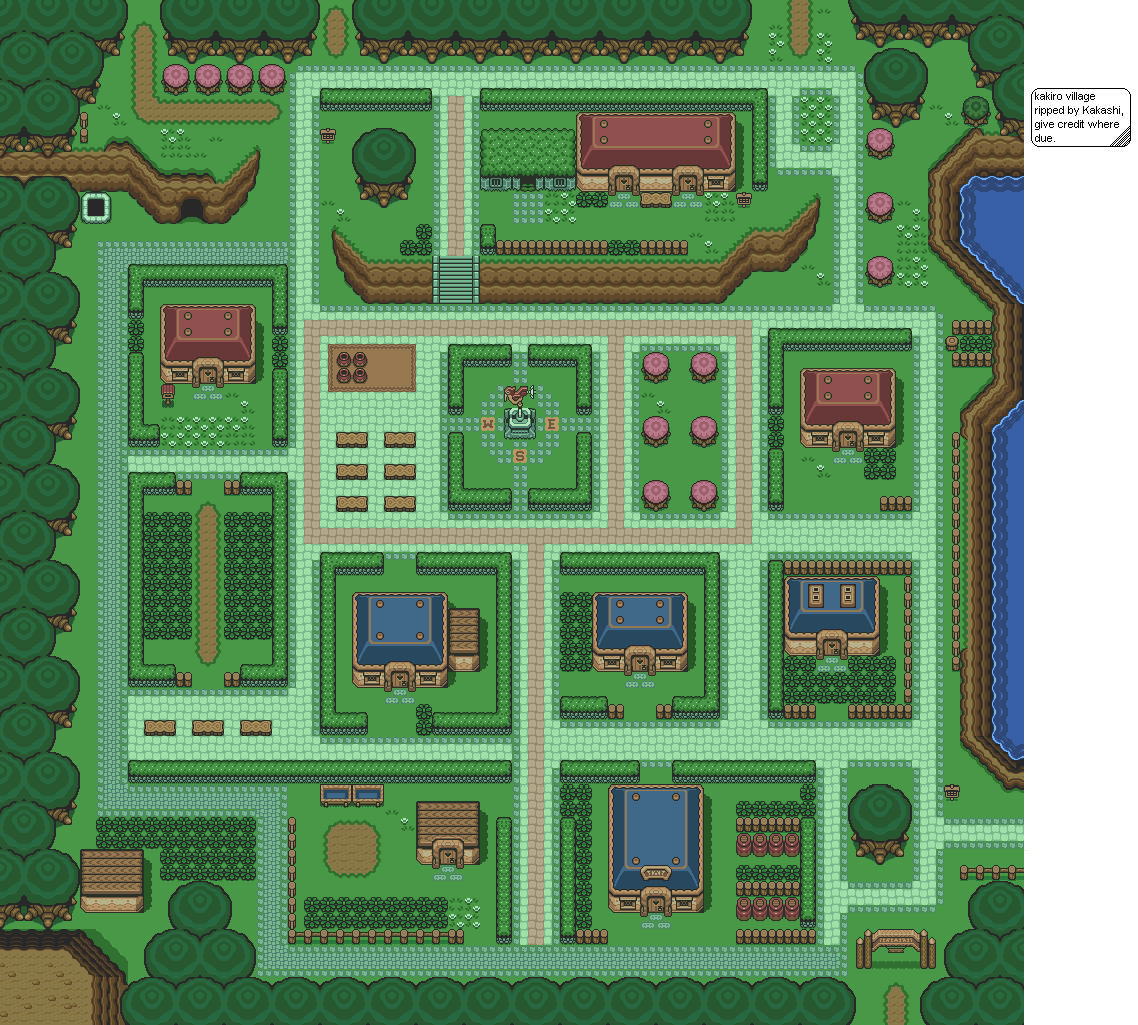 kakiro village
ripped by Kakashi,
give credit where
due.
W
E
S